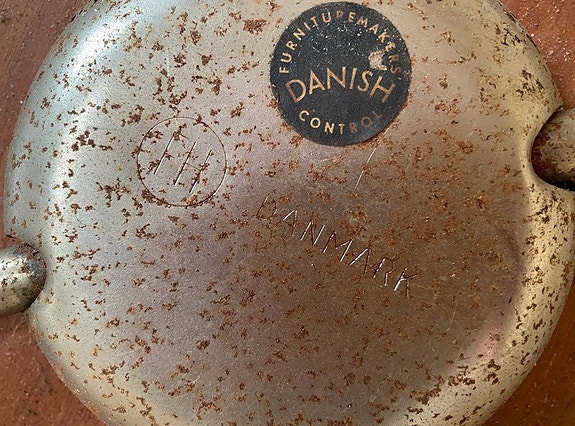 FURNITUREMAKERS
DANISH
CONTROL
FH
DANMARK